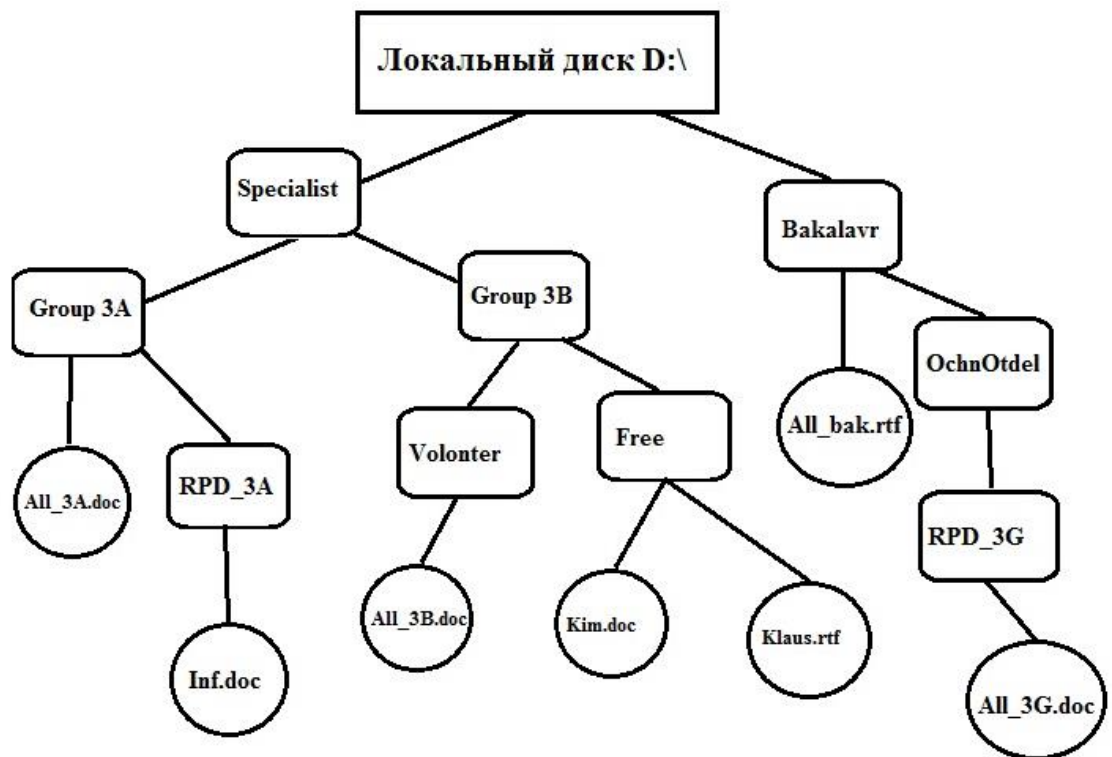 Локальный диск D:\
Specialist
Bakalavr
Group 3A
Group 3B
OchnOtdel
All_bak.rtf
Volonter
Free
All_3A.doc
RPD_3A
RPD_3G
All_3B.doc
Kim.doc
Klaus.rtf
Inf.doc
All_3G.doc